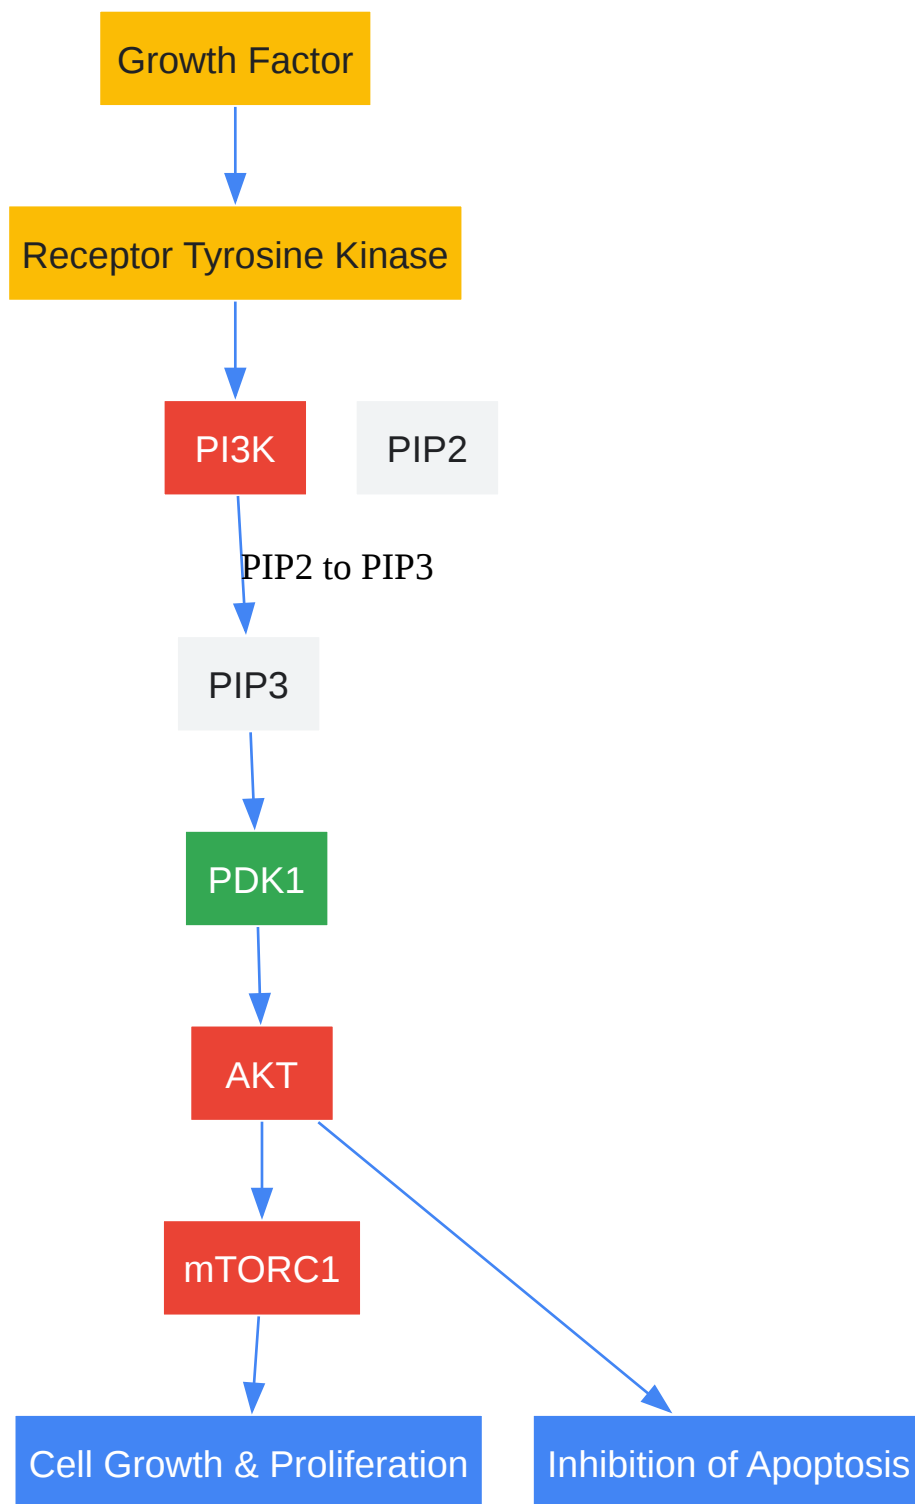 Growth Factor
Receptor Tyrosine Kinase
PI3K
PIP2
PIP2 to PIP3
PIP3
PDK1
AKT
mTORC1
Cell Growth & Proliferation
Inhibition of Apoptosis